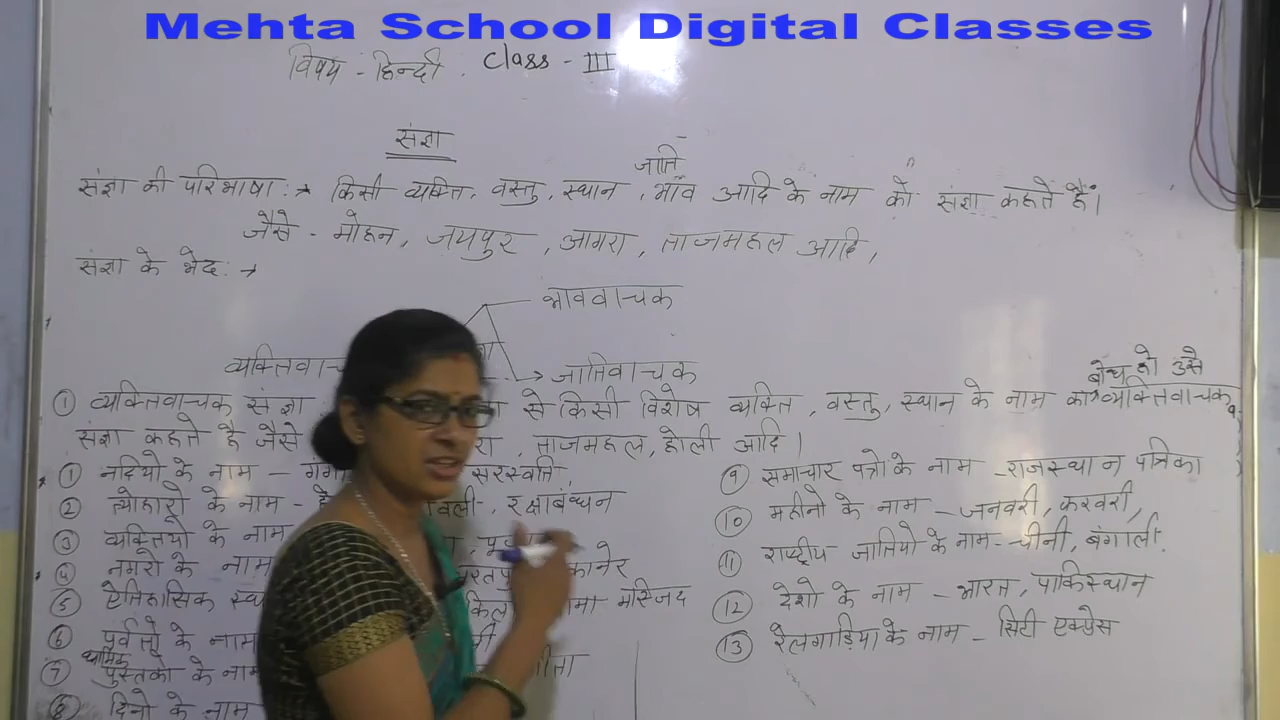 Mehta School Digital Classes
विषय - हिन्दी . Class - III
संज्ञा
जाति
संज्ञा की परिभाषा :→ किसी व्यक्ति, वस्तु, स्थान , भाँव आदि के नाम को संज्ञा कहते हैं।
जैसे - मोहन, जयपुर , आगरा , ताजमहल आदि ,
संज्ञा के भेद :→
भाववाचक
व्यक्तिवाच
जातिवाचक
बोध हो उसे
① व्यक्तिवाचक संज्ञा से किसी विशेष व्यक्ति , वस्तु, स्थान के नाम का व्यक्तिवाचक
संज्ञा कहते है जैसे रा , ताजमहल, होली आदि ।
① नदियो के नाम - गंगा सरस्वति,
② त्योहारो के नाम - वली , रक्षाबंन्धन
③ व्यक्तियो के नाम
④ नगरो के नाम रतपु कानेर
⑤ ऐतिहासिक स्थ किल जामा मस्जिद
⑥ पर्वतो के नाम ली
धार्मिक
⑦ पुस्तको के नाम गीता
⑧ दिनो के नाम
⑨ समाचार पत्रो के नाम - राजस्थान पत्रिका
⑩ महीनो के नाम - जनवरी, फरवरी,
⑪ राष्ट्रीय जातियो के नाम - चीनी, बंगाली.
⑫ देशो के नाम - भारत, पाकिस्थान
⑬ रेलगाडिया के नाम - सिटी एक्प्रेस